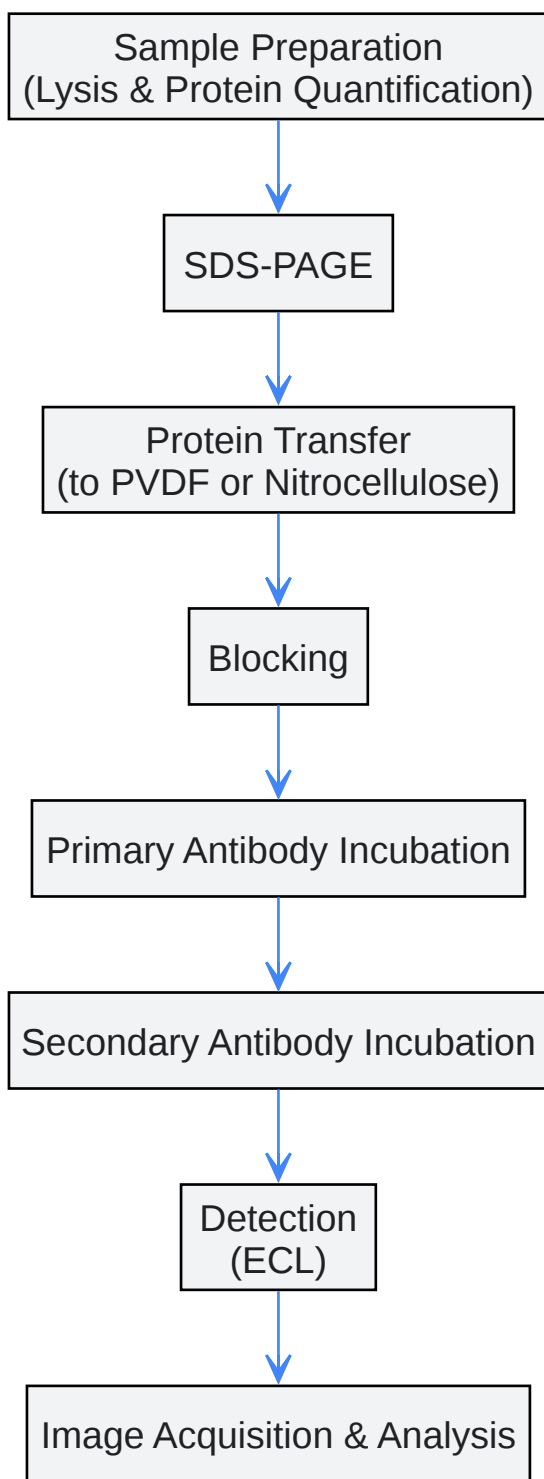 Sample Preparation
(Lysis & Protein Quantification)
SDS-PAGE
Protein Transfer
(to PVDF or Nitrocellulose)
Blocking
Primary Antibody Incubation
Secondary Antibody Incubation
Detection
(ECL)
Image Acquisition & Analysis